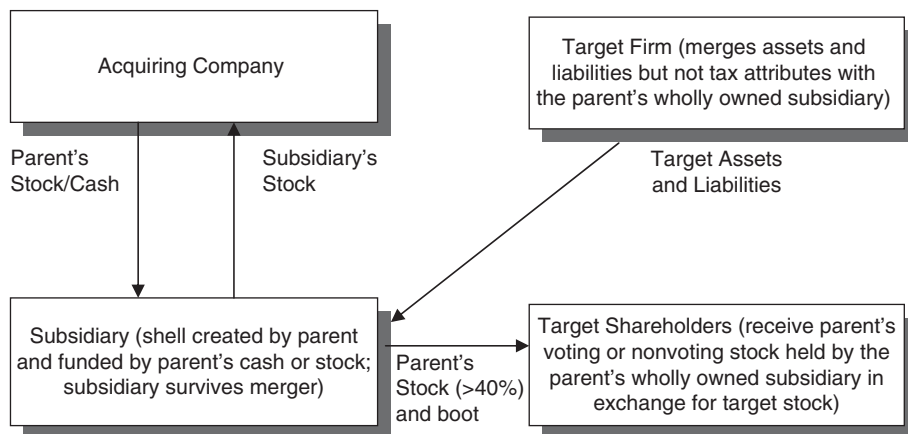 Acquiring Company
Target Firm (merges assets and
liabilities but not tax attributes with
the parent’s wholly owned subsidiary)
Parent’s
Stock/Cash
Subsidiary’s
Stock
Target Assets
and Liabilities
Subsidiary (shell created by parent
and funded by parent’s cash or stock;
subsidiary survives merger)
Parent’s
Stock (>40%)
and boot
Target Shareholders (receive parent’s
voting or nonvoting stock held by the
parent’s wholly owned subsidiary in
exchange for target stock)